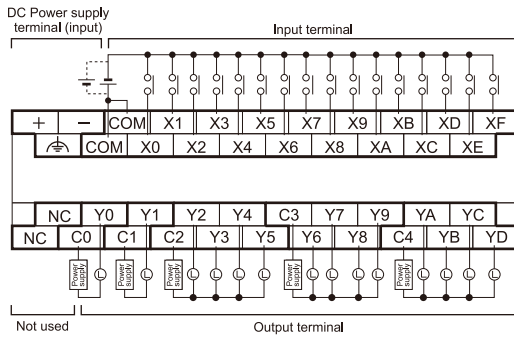 DC Power supply
terminal (input)
Input terminal
+ − COM X1 X3 X5 X7 X9 XB XD XF
COM X0 X2 X4 X6 X8 XA XC XE
NC Y0 Y1 Y2 Y4 C3 Y7 Y9 YA YC
NC C0 C1 C2 Y3 Y5 Y6 Y8 C4 YB YD
Power
supply
L
Power
supply
L
Power
supply
L L L L
Power
supply
L L L L
Power
supply
L L L L
Not used
Output terminal